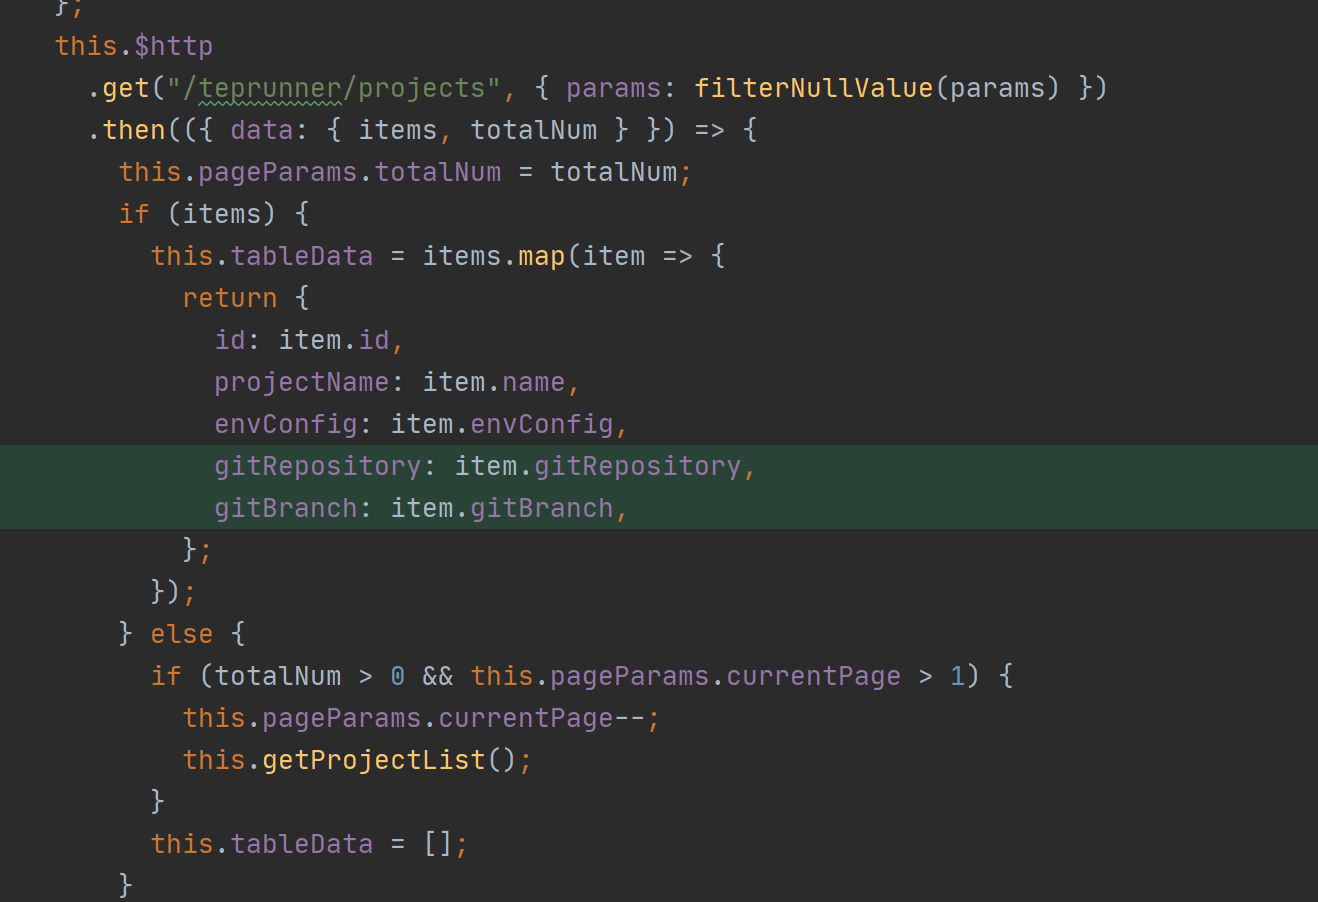 };
this.$http
.get("/teprunner/projects", { params: filterNullValue(params) })
.then(({ data: { items, totalNum } }) => {
this.pageParams.totalNum = totalNum;
if (items) {
this.tableData = items.map(item => {
return {
id: item.id,
projectName: item.name,
envConfig: item.envConfig,
gitRepository: item.gitRepository,
gitBranch: item.gitBranch,
};
});
} else {
if (totalNum > 0 && this.pageParams.currentPage > 1) {
this.pageParams.currentPage--;
this.getProjectList();
}
this.tableData = [];
}